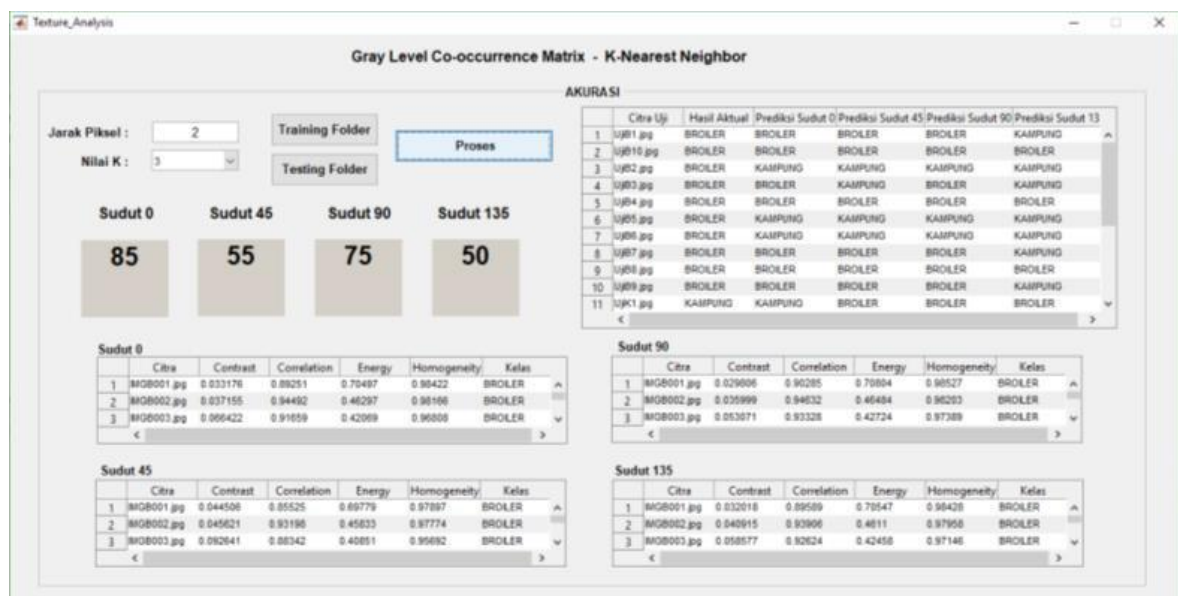 Texture_Analysis
Gray Level Co-occurrence Matrix - K-Nearest Neighbor
AKURASI
Jarak Piksel : 2
Nilai K : 3
Training Folder
Testing Folder
Proses
Sudut 0 Sudut 45 Sudut 90 Sudut 135
85 55 75 50
Citra Uji Hasil Aktual Prediksi Sudut 0 Prediksi Sudut 45 Prediksi Sudut 90 Prediksi Sudut 13
1 UjiB1.jpg BROILER BROILER BROILER BROILER KAMPUNG
2 UjiB10.jpg BROILER BROILER BROILER BROILER BROILER
3 UjiB2.jpg BROILER KAMPUNG KAMPUNG KAMPUNG KAMPUNG
4 UjiB3.jpg BROILER BROILER KAMPUNG BROILER KAMPUNG
5 UjiB4.jpg BROILER BROILER BROILER BROILER BROILER
6 UjiB5.jpg BROILER KAMPUNG KAMPUNG KAMPUNG KAMPUNG
7 UjiB6.jpg BROILER KAMPUNG KAMPUNG KAMPUNG KAMPUNG
8 UjiB7.jpg BROILER BROILER BROILER BROILER KAMPUNG
9 UjiB8.jpg BROILER BROILER BROILER BROILER BROILER
10 UjiB9.jpg BROILER BROILER BROILER BROILER KAMPUNG
11 UjiK1.jpg KAMPUNG KAMPUNG BROILER BROILER BROILER
Sudut 0
Citra Contrast Correlation Energy Homogeneity Kelas
1 IMGB001.jpg 0.033176 0.89251 0.70497 0.98422 BROILER
2 IMGB002.jpg 0.037155 0.94492 0.46297 0.98166 BROILER
3 IMGB003.jpg 0.066422 0.91659 0.42069 0.96808 BROILER
Sudut 90
Citra Contrast Correlation Energy Homogeneity Kelas
1 IMGB001.jpg 0.029806 0.90285 0.70804 0.98527 BROILER
2 IMGB002.jpg 0.035999 0.94632 0.46484 0.98203 BROILER
3 IMGB003.jpg 0.053071 0.93328 0.42724 0.97389 BROILER
Sudut 45
Citra Contrast Correlation Energy Homogeneity Kelas
1 IMGB001.jpg 0.044506 0.85525 0.69779 0.97897 BROILER
2 IMGB002.jpg 0.045621 0.93198 0.45833 0.97774 BROILER
3 IMGB003.jpg 0.092641 0.88342 0.40851 0.95692 BROILER
Sudut 135
Citra Contrast Correlation Energy Homogeneity Kelas
1 IMGB001.jpg 0.032018 0.89589 0.70547 0.98428 BROILER
2 IMGB002.jpg 0.040915 0.93906 0.4611 0.97958 BROILER
3 IMGB003.jpg 0.058577 0.92624 0.42458 0.97146 BROILER